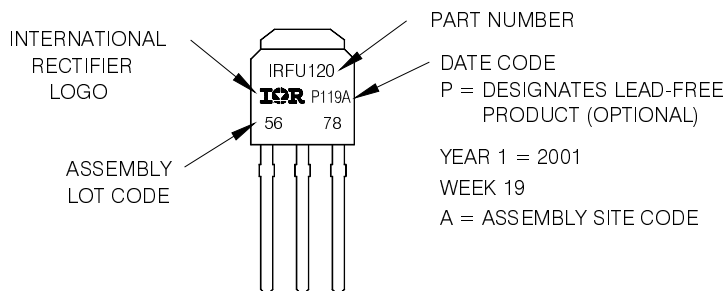 INTERNATIONAL
RECTIFIER
LOGO
ASSEMBLY
LOT CODE
IRFU120
IOR P119A
56 78
PART NUMBER
DATE CODE
P = DESIGNATES LEAD-FREE
PRODUCT (OPTIONAL)
YEAR 1 = 2001
WEEK 19
A = ASSEMBLY SITE CODE